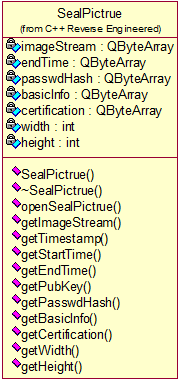 SealPictrue
(from C++ Reverse Engineered)
imageStream : QByteArray
endTime : QByteArray
passwdHash : QByteArray
basicInfo : QByteArray
certification : QByteArray
width : int
height : int
SealPictrue()
~SealPictrue()
openSealPictrue()
getImageStream()
getTimestamp()
getStartTime()
getEndTime()
getPubKey()
getPasswdHash()
getBasicInfo()
getCertification()
getWidth()
getHeight()